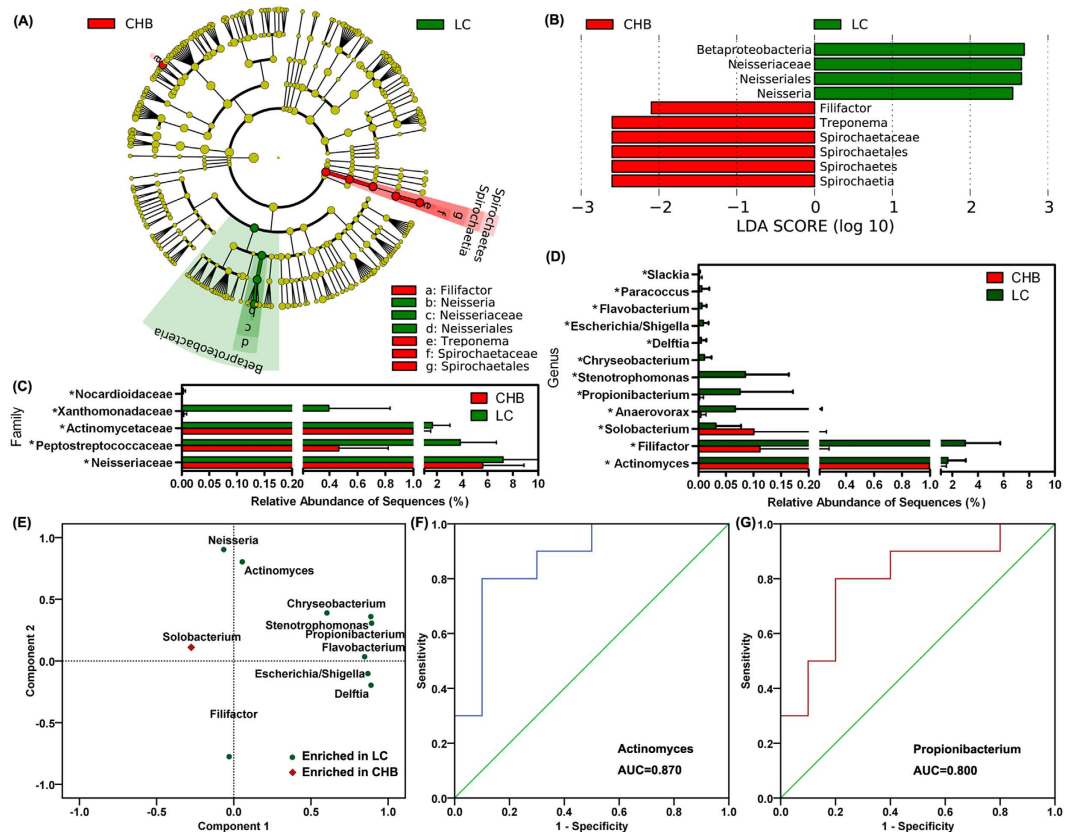 (A)
CHB
LC
a
Spirochaetes
Spirochaetia
g
f
e
b
c
d
Betaproteobacteria
a: Filifactor
b: Neisseria
c: Neisseriaceae
d: Neisseriales
e: Treponema
f: Spirochaetaceae
g: Spirochaetales
(B)
CHB
LC
Betaproteobacteria
Neisseriaceae
Neisseriales
Neisseria
Filifactor
Treponema
Spirochaetaceae
Spirochaetales
Spirochaetes
Spirochaetia
−3 −2 −1 0 1 2 3
LDA SCORE (log 10)
(C)
Family
*Nocardioidaceae
*Xanthomonadaceae
*Actinomycetaceae
*Peptostreptococcaceae
*Neisseriaceae
CHB
LC
0.00 0.05 0.10 0.15 0.20 0.2 0.4 0.6 0.8 1.0 2 4 6 8 10
Relative Abundance of Sequences (%)
(D)
Genus
*Slackia
*Paracoccus
*Flavobacterium
*Escherichia/Shigella
*Delftia
*Chryseobacterium
*Stenotrophomonas
*Propionibacterium
*Anaerovorax
*Solobacterium
*Filifactor
* Actinomyces
CHB
LC
0.00 0.05 0.10 0.15 0.20 0.2 0.4 0.6 0.8 1.0 2 4 6 8 10
Relative Abundance of Sequences (%)
(E)
Component 2
1.0
0.5
0.0
-0.5
-1.0
Neisseria
Actinomyces
Chryseobacterium
Stenotrophomonas
Propionibacterium
Solobacterium
Flavobacterium
Escherichia/Shigella
Delftia
Filifactor
Enriched in LC
Enriched in CHB
-1.0 -0.5 0.0 0.5 1.0
Component 1
(F)
Sensitivity
1.0
0.8
0.6
0.4
0.2
0.0
Actinomyces
AUC=0.870
0.0 0.2 0.4 0.6 0.8 1.0
1 - Specificity
(G)
Sensitivity
1.0
0.8
0.6
0.4
0.2
0.0
Propionibacterium
AUC=0.800
0.0 0.2 0.4 0.6 0.8 1.0
1 - Specificity